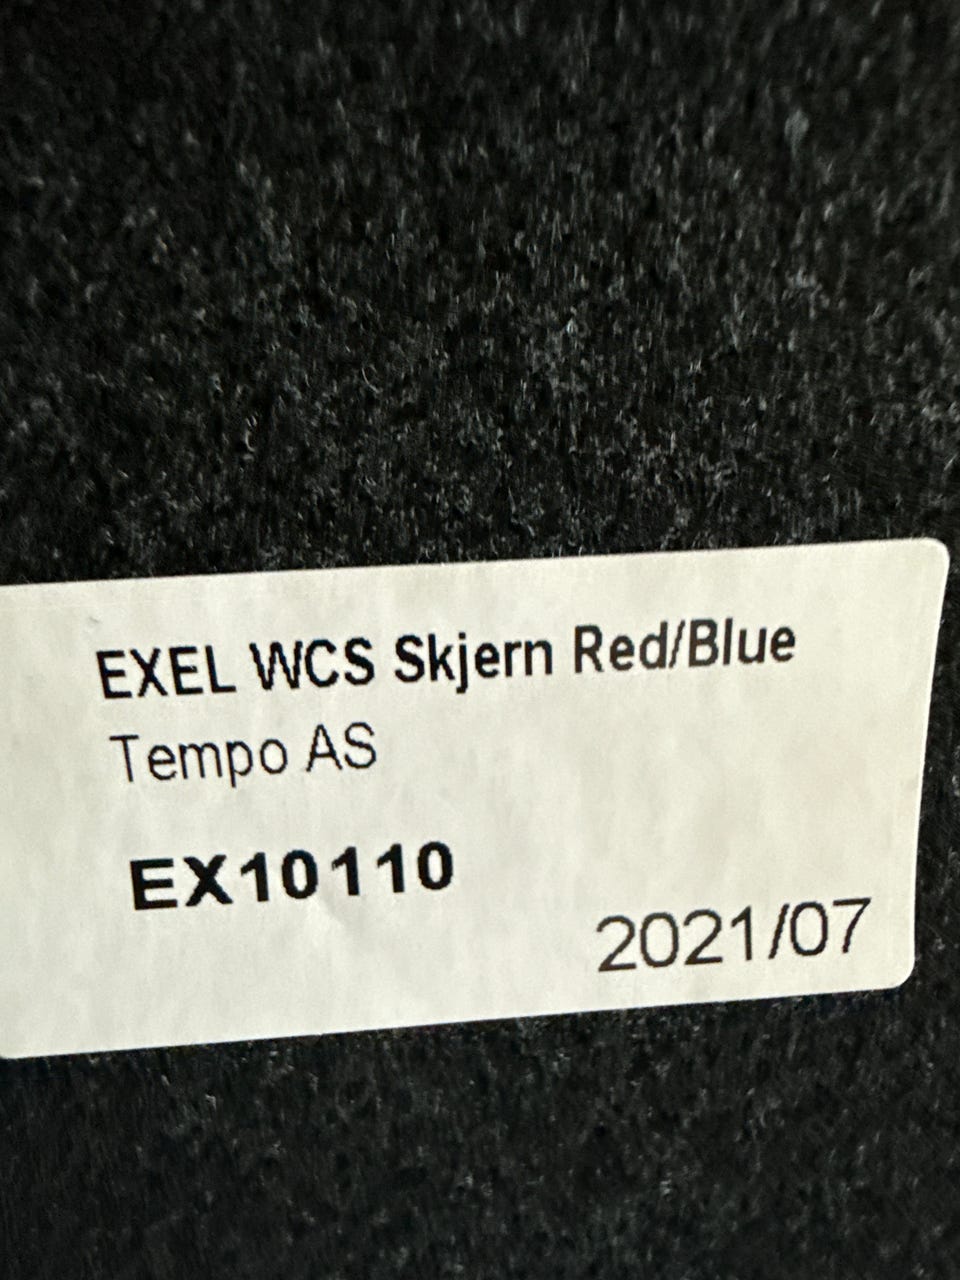 EXEL WCS Skjern Red/Blue
Tempo AS
EX10110
2021/07